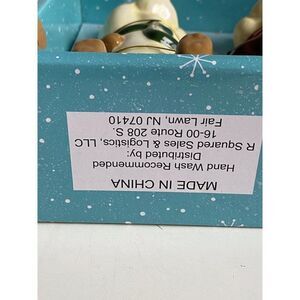 MADE IN CHINA
Hand Wash Recommended
Distributed by:
R Squared Sales & Logistics, LLC
16-00 Route 208 S.
Fair Lawn, NJ 07410